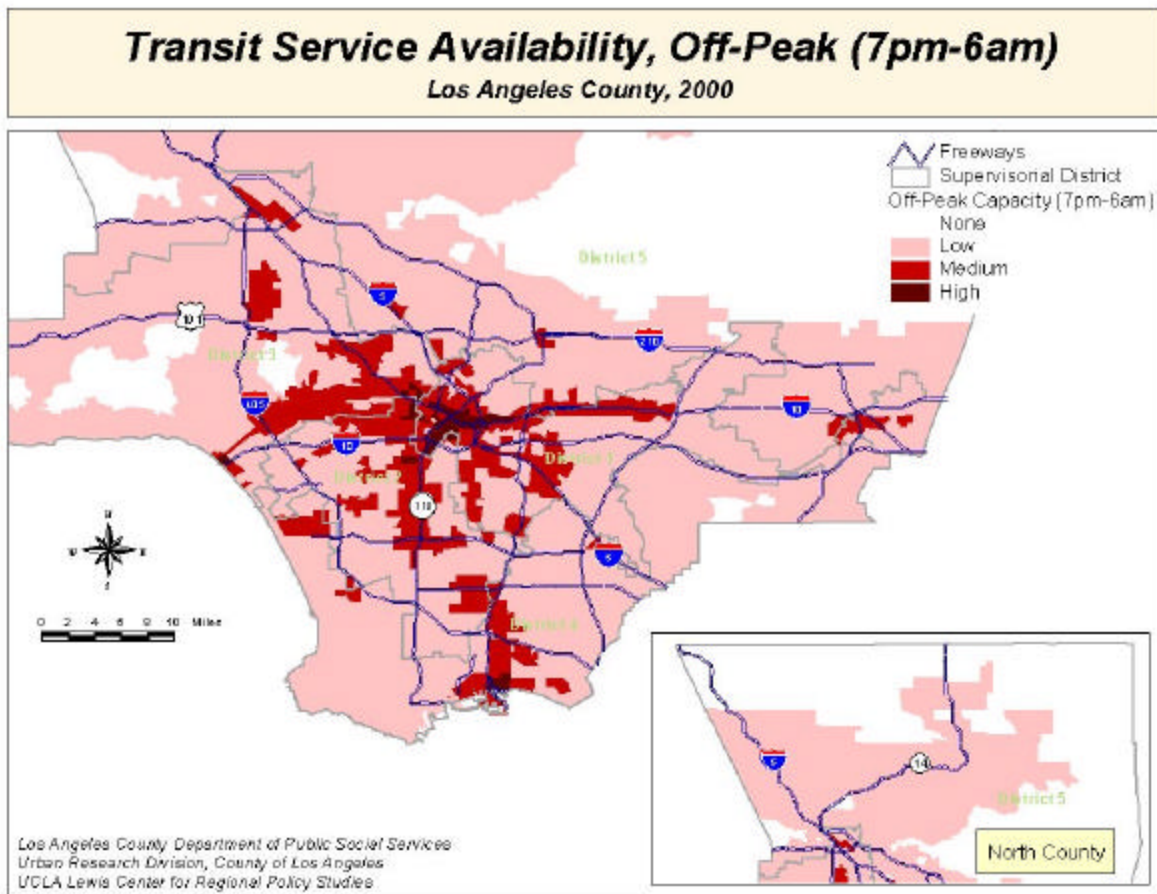 Transit Service Availability, Off-Peak (7pm-6am)
Los Angeles County, 2000
Freeways
Supervisorial District
Off-Peak Capacity (7pm-6am)
None
Low
Medium
High
District 5
5
101
210
District 3
405
10
10
District 1
District 2
110
5
District 4
0 2 4 6 8 10 Miles
5
14
District 5
North County
Los Angeles County Department of Public Social Services
Urban Research Division, County of Los Angeles
UCLA Lewis Center for Regional Policy Studies